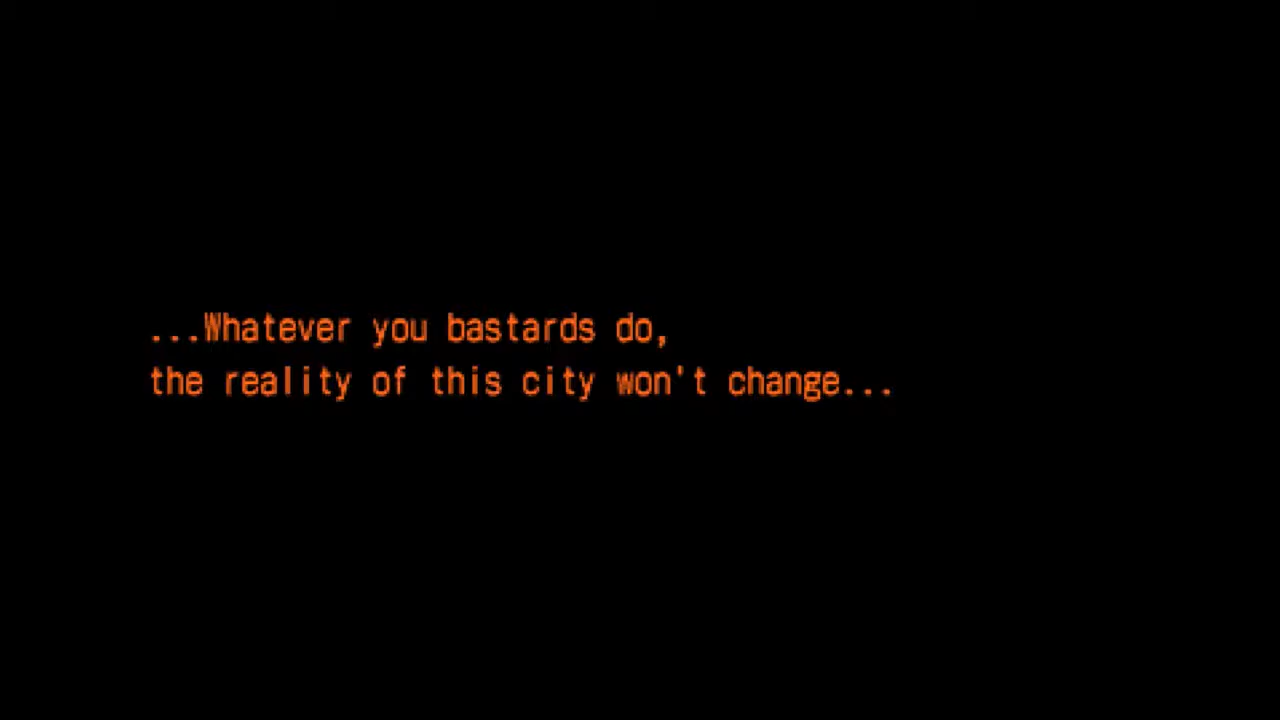 ...Whatever you bastards do,
the reality of this city won't change...